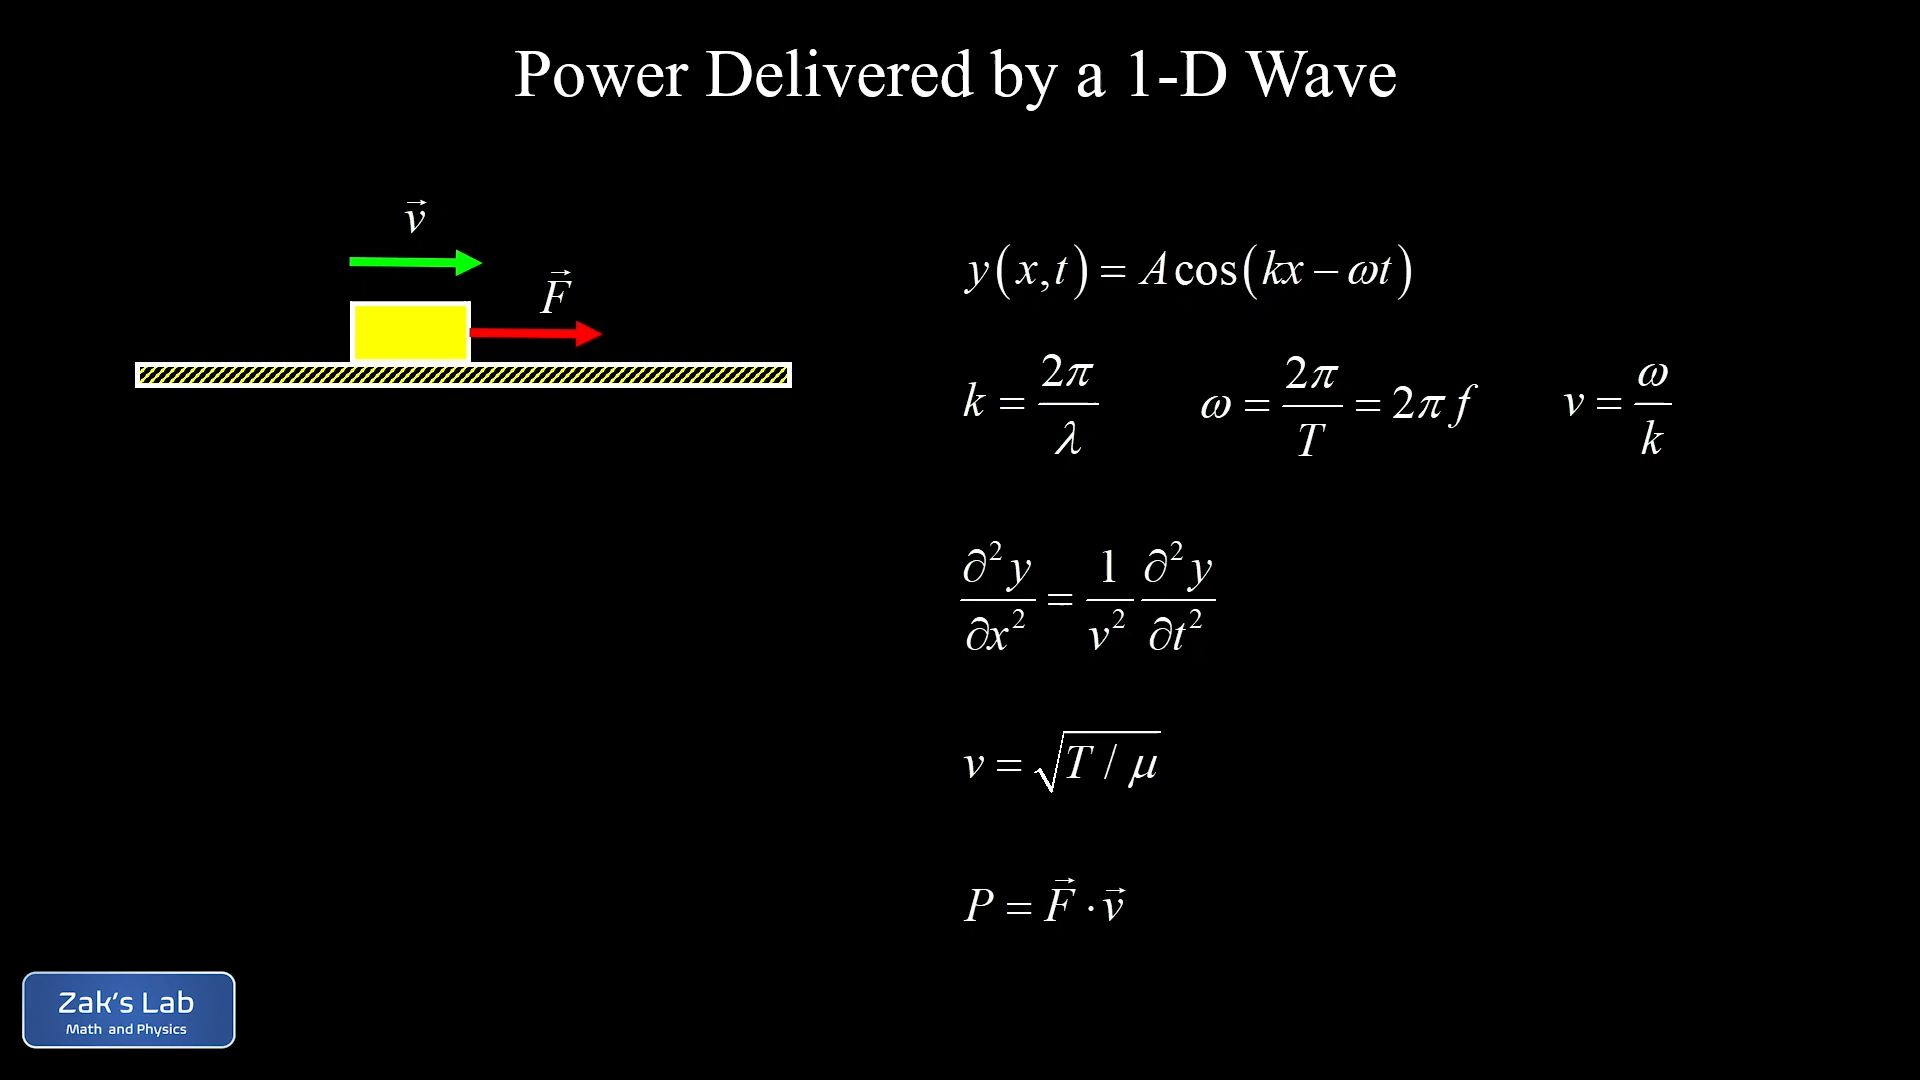 Power Delivered by a 1-D Wave
v⃗
F⃗
y(x,t) = A cos(kx − ωt)
k = 2π/λ    ω = 2π/T = 2πf    v = ω/k
∂²y/∂x² = 1/v² ∂²y/∂t²
v = √(T / μ)
P = F⃗ · v⃗
Zak's Lab
Math and Physics